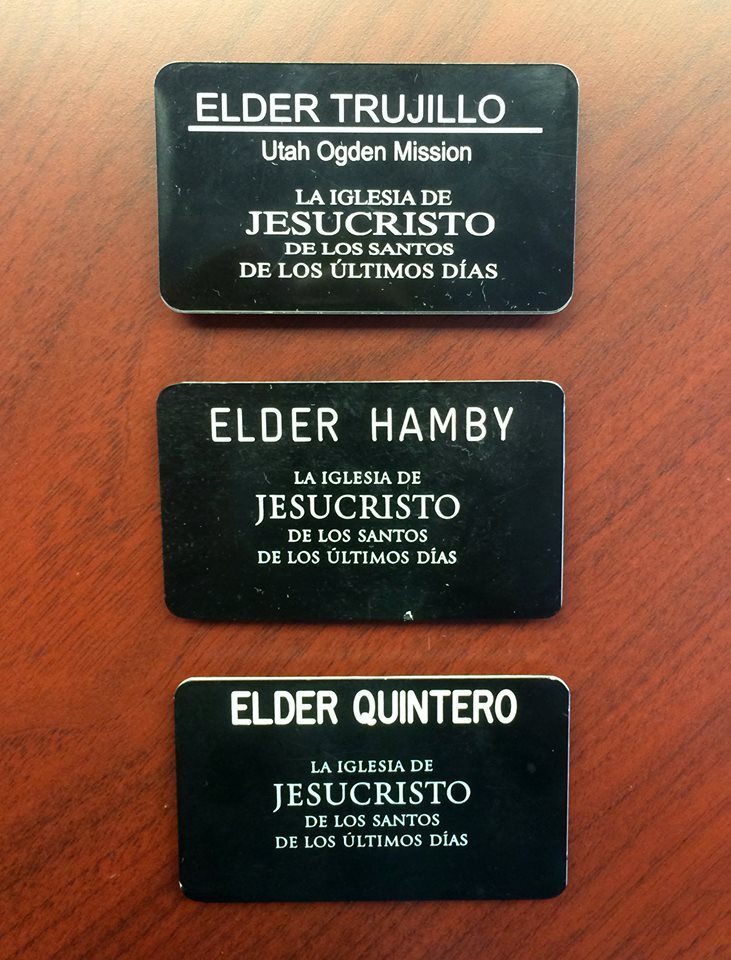 ELDER TRUJILLO
Utah Ogden Mission
LA IGLESIA DE
JESUCRISTO
DE LOS SANTOS
DE LOS ÚLTIMOS DÍAS
ELDER HAMBY
LA IGLESIA DE
JESUCRISTO
DE LOS SANTOS
DE LOS ÚLTIMOS DÍAS
ELDER QUINTERO
LA IGLESIA DE
JESUCRISTO
DE LOS SANTOS
DE LOS ÚLTIMOS DÍAS